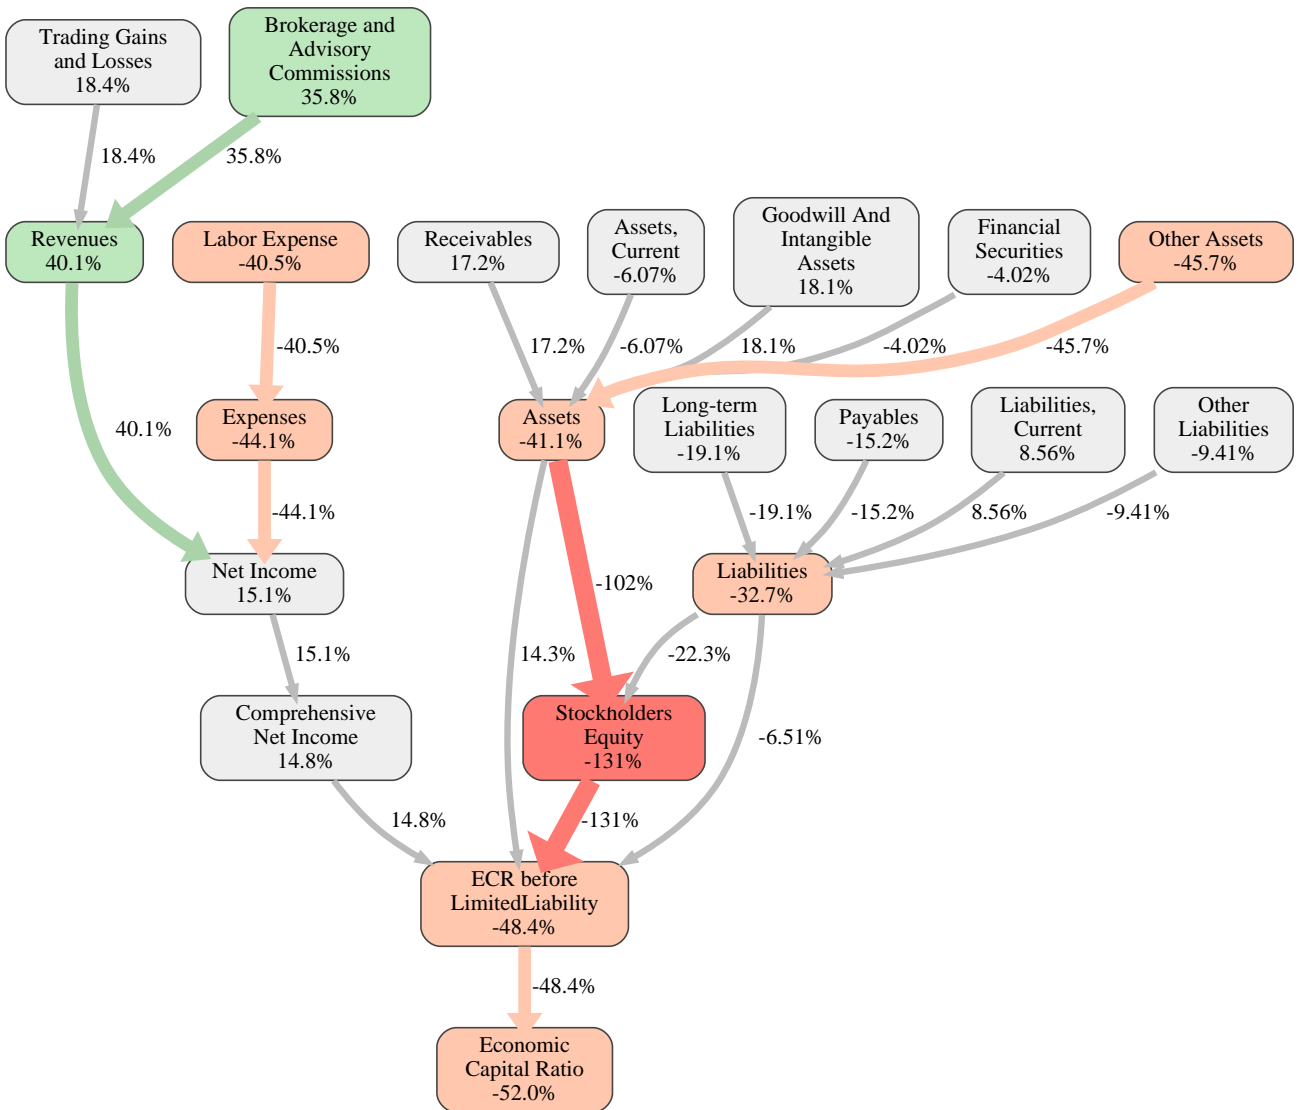 Trading Gains
and Losses
18.4%
Brokerage and
Advisory
Commissions
35.8%
18.4%
35.8%
Revenues
40.1%
Labor Expense
-40.5%
Receivables
17.2%
Assets,
Current
-6.07%
Goodwill And
Intangible
Assets
18.1%
Financial
Securities
-4.02%
Other Assets
-45.7%
-40.5%
17.2%
-6.07%
18.1%
-4.02%
-45.7%
40.1%
Expenses
-44.1%
Assets
-41.1%
Long-term
Liabilities
-19.1%
Payables
-15.2%
Liabilities,
Current
8.56%
Other
Liabilities
-9.41%
-44.1%
-19.1%
-15.2%
8.56%
-9.41%
Net Income
15.1%
-102%
Liabilities
-32.7%
15.1%
14.3%
-22.3%
Comprehensive
Net Income
14.8%
Stockholders
Equity
-131%
-6.51%
14.8%
-131%
ECR before
LimitedLiability
-48.4%
-48.4%
Economic
Capital Ratio
-52.0%